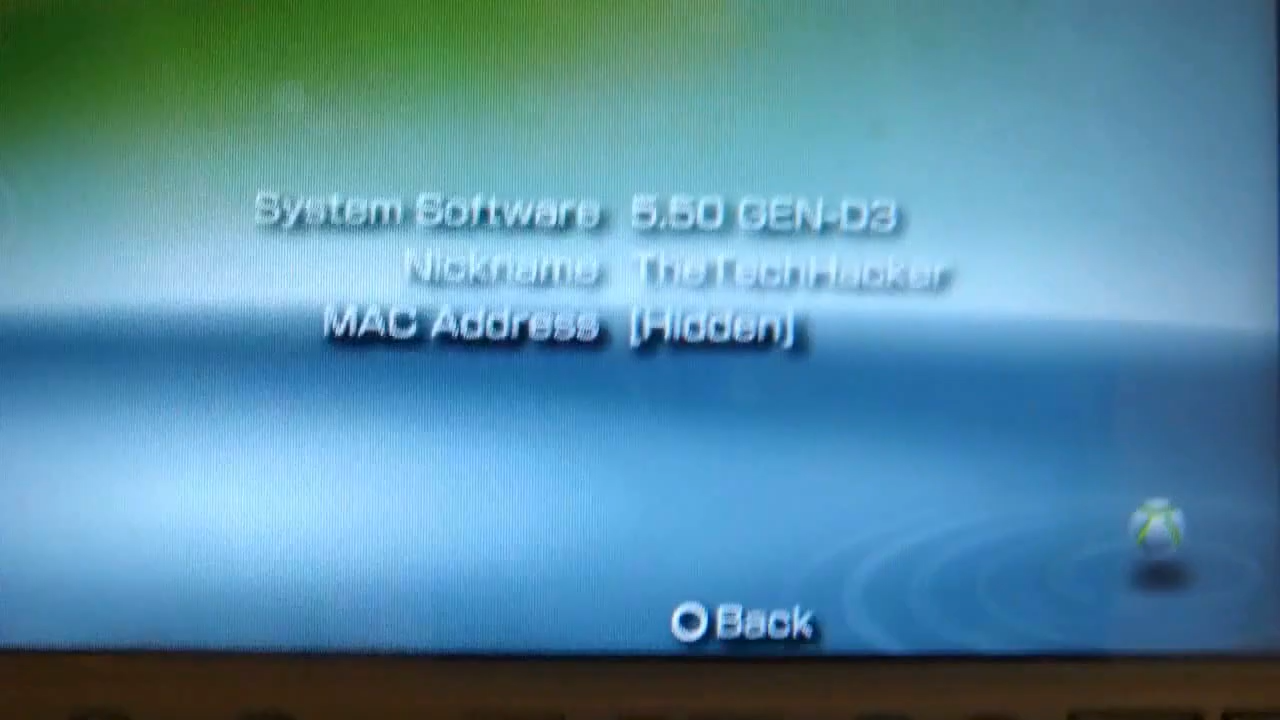 System Software 5.50 GEN-D3
Nickname TheTechHacker
MAC Address [Hidden]
Back